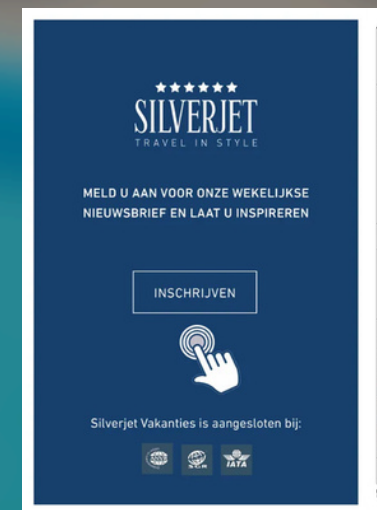 SILVERJET
TRAVEL IN STYLE
MELD U AAN VOOR ONZE WEKELIJKSE
NIEUWSBRIEF EN LAAT U INSPIREREN
INSCHRIJVEN
Silverjet Vakanties is aangesloten bij:
SGR
IATA